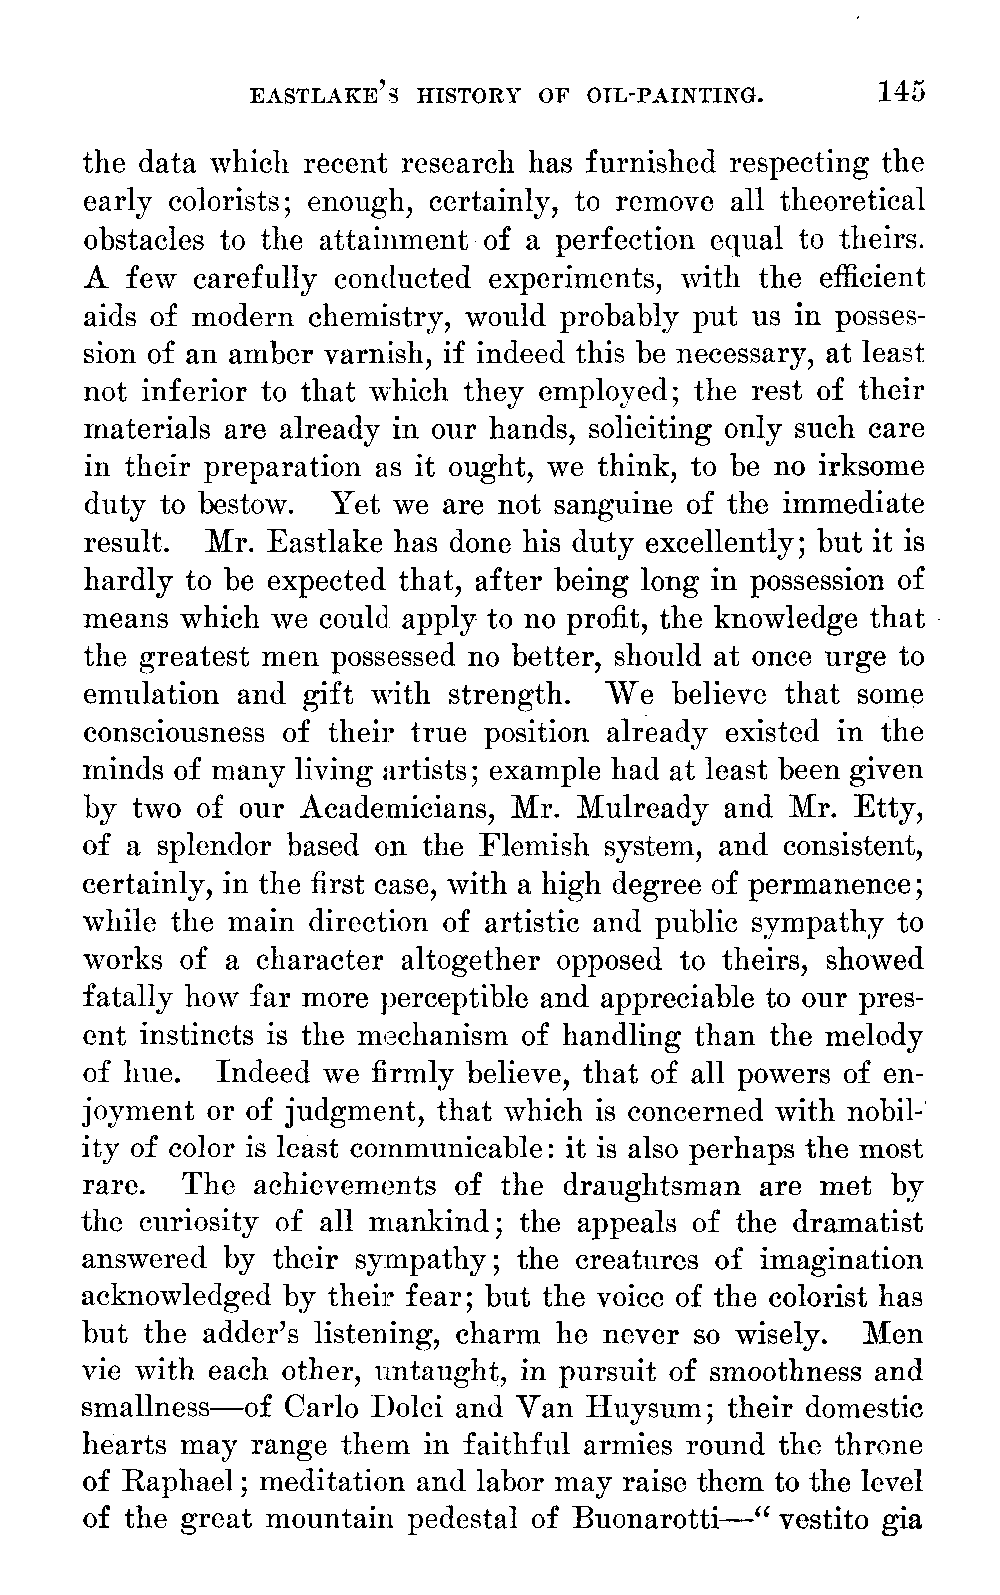 EASTLAKE'S HISTORY OF OIL-PAINTING. 145
the data which recent research has furnished respecting the
early colorists; enough, certainly, to remove all theoretical
obstacles to the attainment of a perfection equal to theirs.
A few carefully conducted experiments, with the efficient
aids of modern chemistry, would probably put us in posses-
sion of an amber varnish, if indeed this be necessary, at least
not inferior to that which they employed; the rest of their
materials are already in our hands, soliciting only such care
in their preparation as it ought, we think, to be no irksome
duty to bestow. Yet we are not sanguine of the immediate
result. Mr. Eastlake has done his duty excellently; but it is
hardly to be expected that, after being long in possession of
means which we could apply to no profit, the knowledge that
the greatest men possessed no better, should at once urge to
emulation and gift with strength. We believe that some
consciousness of their true position already existed in the
minds of many living artists; example had at least been given
by two of our Academicians, Mr. Mulready and Mr. Etty,
of a splendor based on the Flemish system, and consistent,
certainly, in the first case, with a high degree of permanence;
while the main direction of artistic and public sympathy to
works of a character altogether opposed to theirs, showed
fatally how far more perceptible and appreciable to our pres-
ent instincts is the mechanism of handling than the melody
of hue. Indeed we firmly believe, that of all powers of en-
joyment or of judgment, that which is concerned with nobil-
ity of color is least communicable: it is also perhaps the most
rare. The achievements of the draughtsman are met by
the curiosity of all mankind; the appeals of the dramatist
answered by their sympathy; the creatures of imagination
acknowledged by their fear; but the voice of the colorist has
but the adder's listening, charm he never so wisely. Men
vie with each other, untaught, in pursuit of smoothness and
smallness—of Carlo Dolci and Van Huysum; their domestic
hearts may range them in faithful armies round the throne
of Raphael; meditation and labor may raise them to the level
of the great mountain pedestal of Buonarotti—"vestito gia